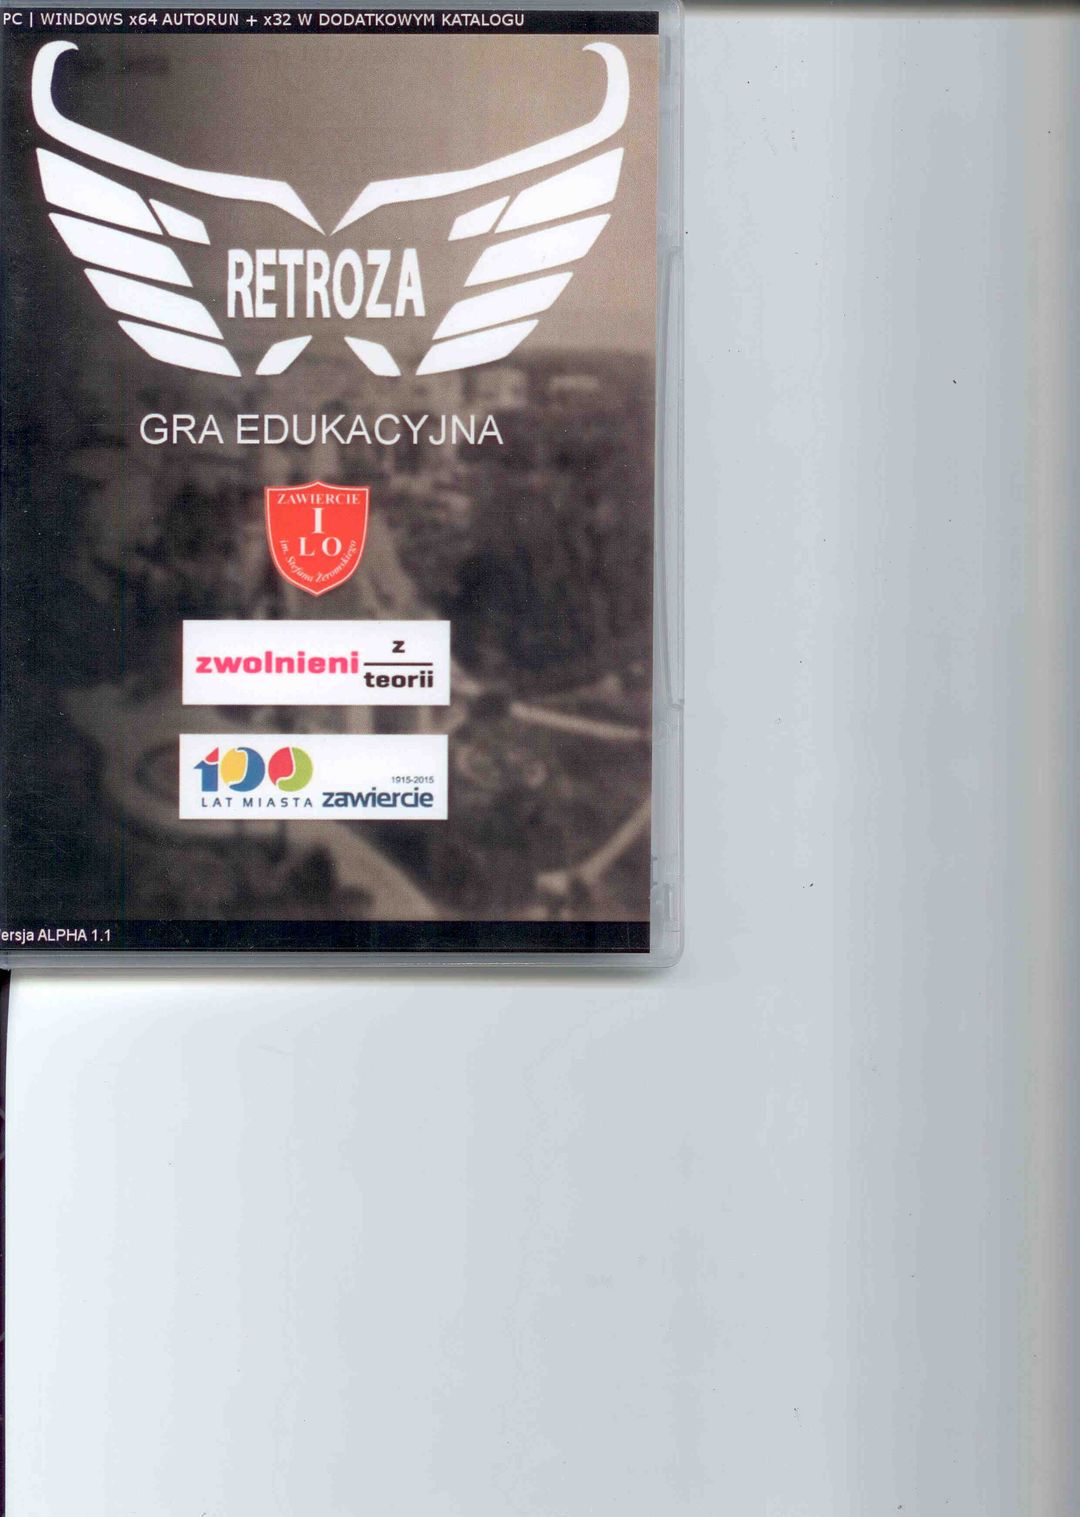 PC | WINDOWS x64 AUTORUN + x32 W DODATKOWYM KATALOGU
RETROZA
GRA EDUKACYJNA
ZAWIERCIE
I
LO
im. Stefana Żeromskiego
zwolnieni z teorii
100
1915-2015
LAT MIASTA zawiercie
ersja ALPHA 1.1